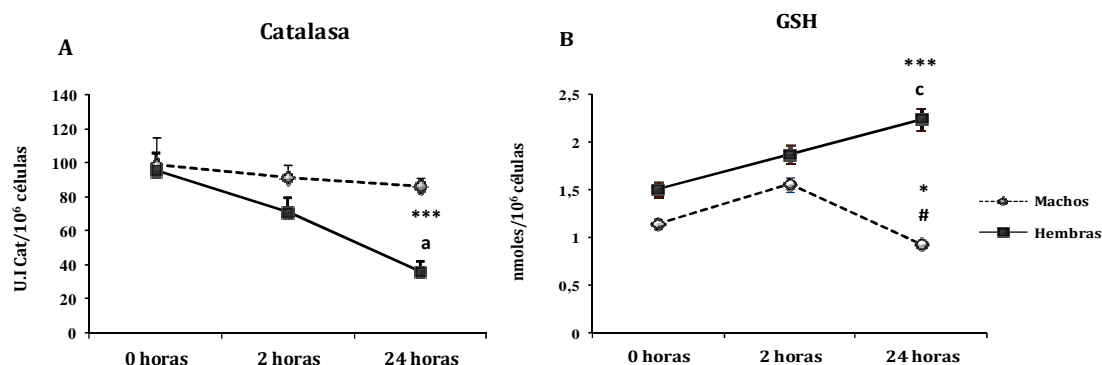 A
Catalasa
U.I Cat/10⁶ células
140
120
100
80
60
40
20
0
***
a
0 horas
2 horas
24 horas
B
GSH
nmoles/10⁶ células
2,5
2
1,5
1
0,5
0
***
c
*
#
0 horas
2 horas
24 horas
Machos
Hembras